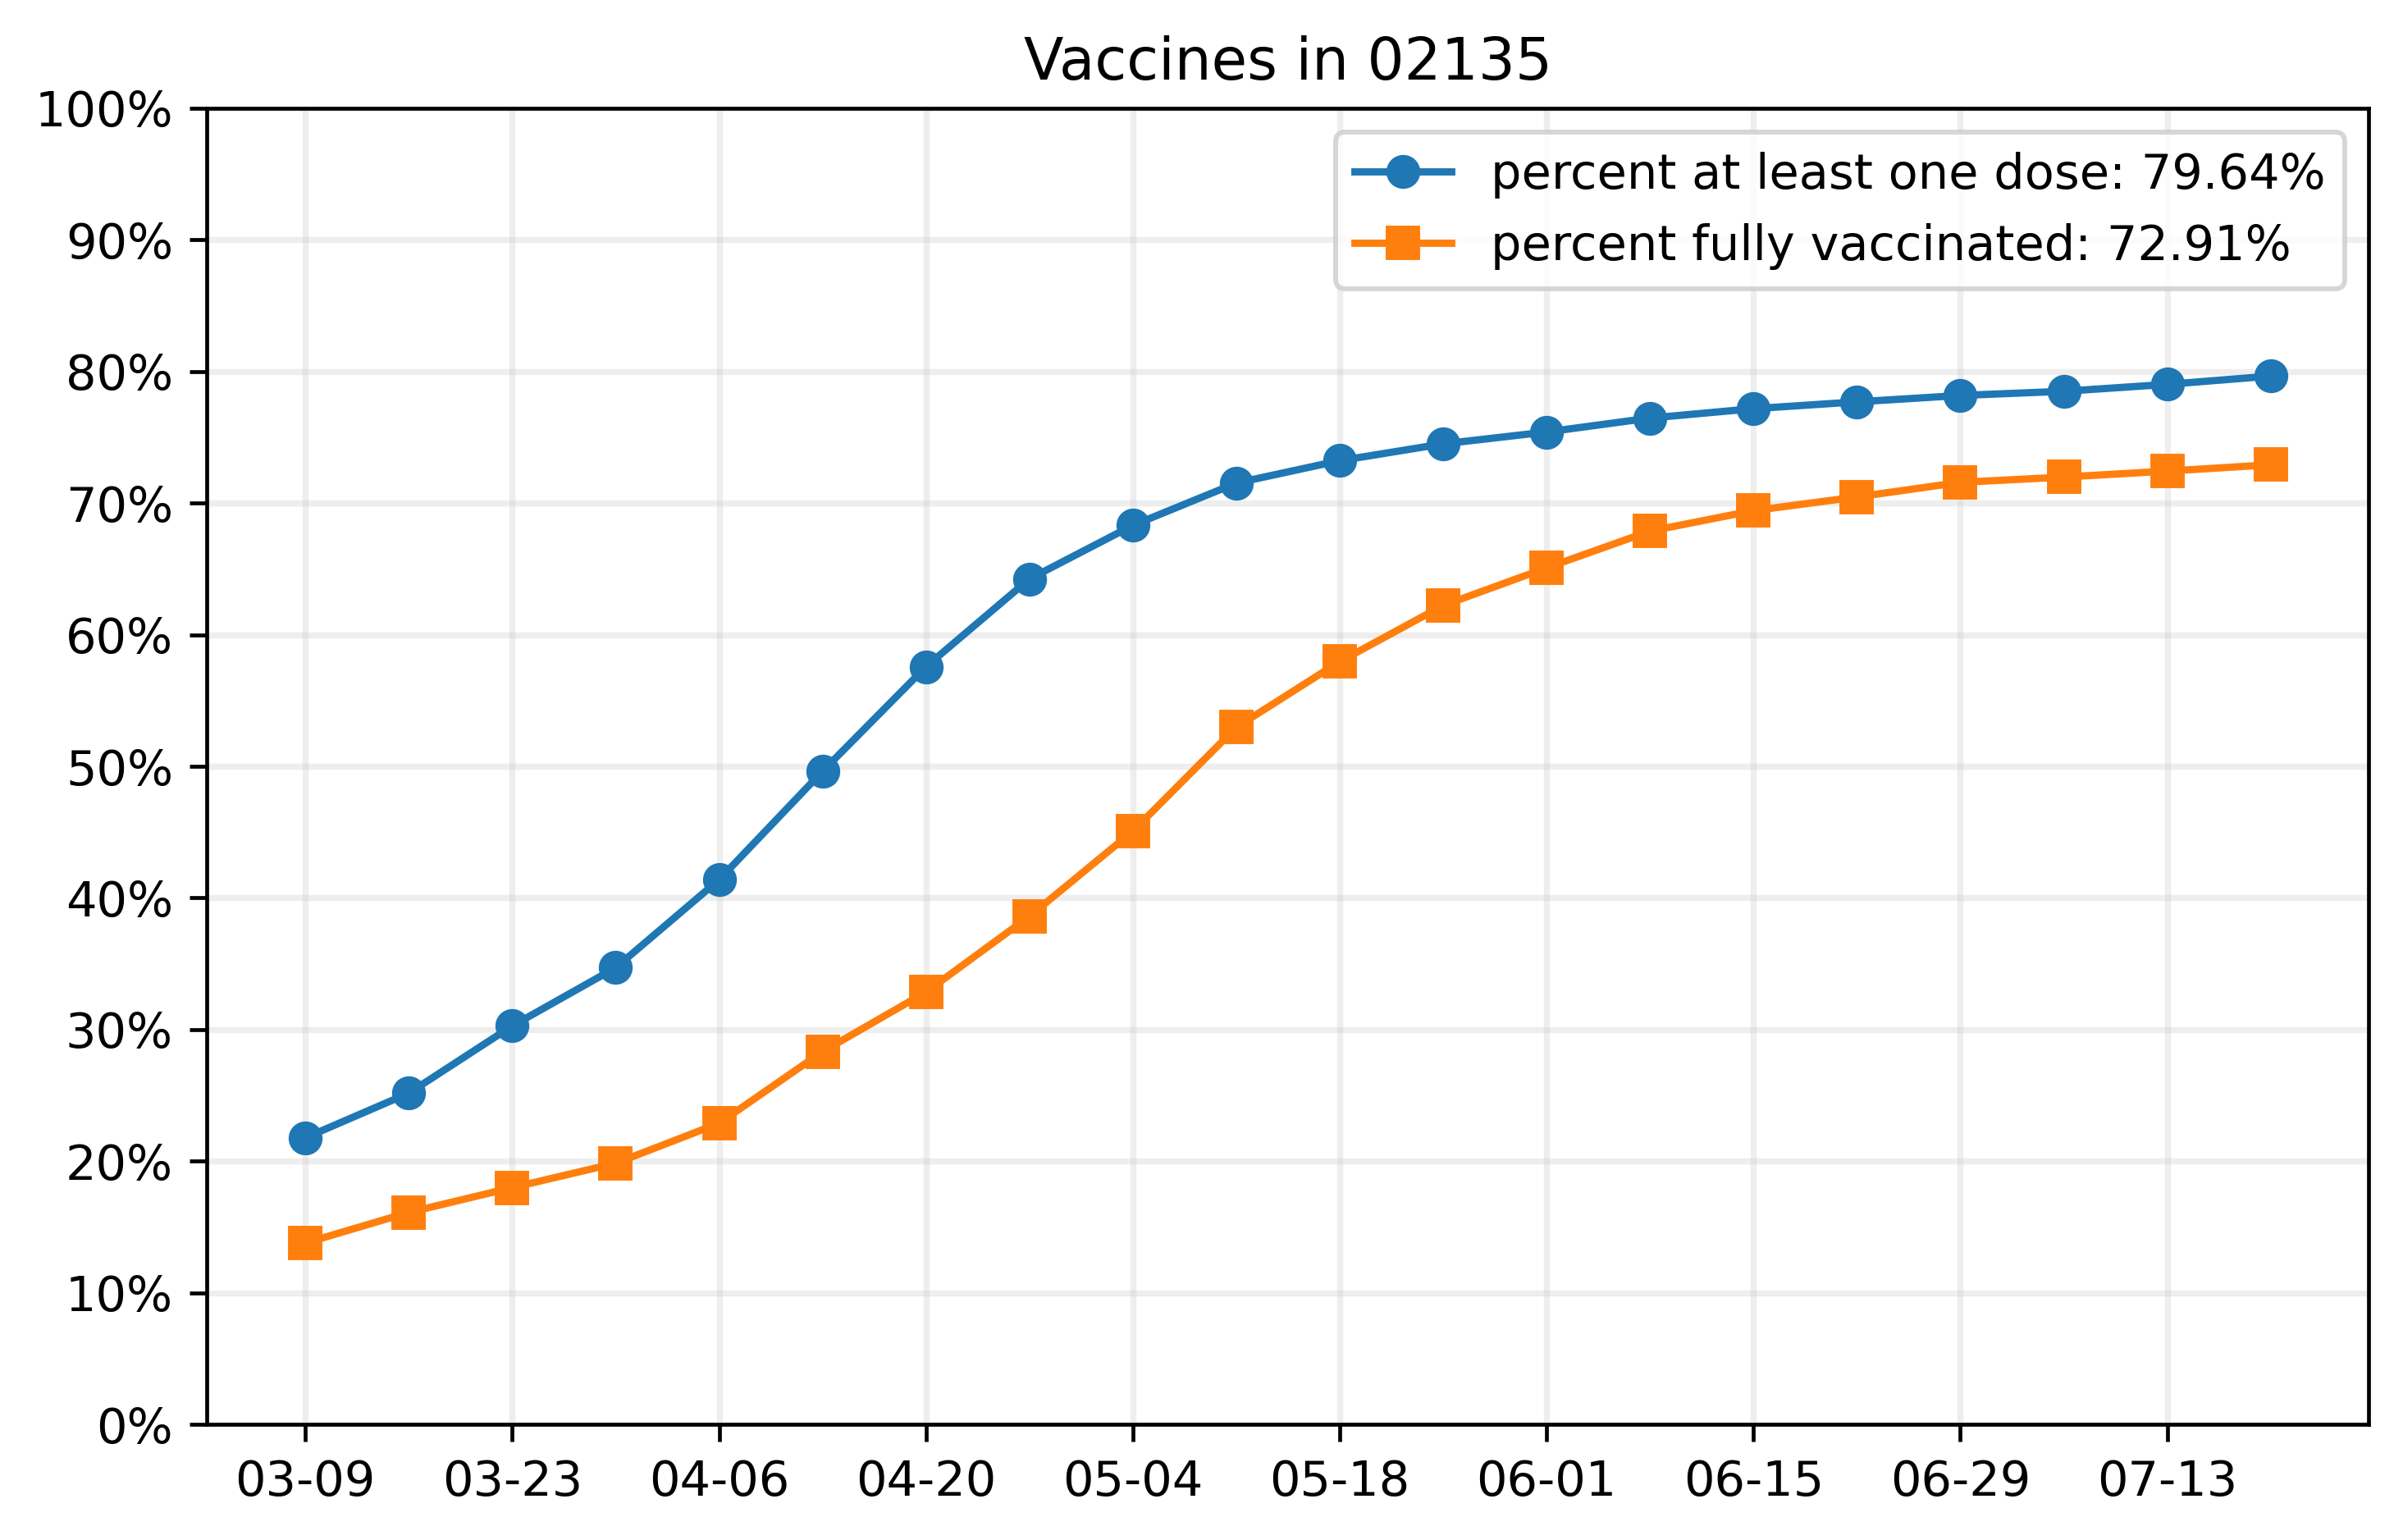 Vaccines in 02135
percent at least one dose: 79.64%
percent fully vaccinated: 72.91%
100%
90%
80%
70%
60%
50%
40%
30%
20%
10%
0%
03-09 03-23 04-06 04-20 05-04 05-18 06-01 06-15 06-29 07-13